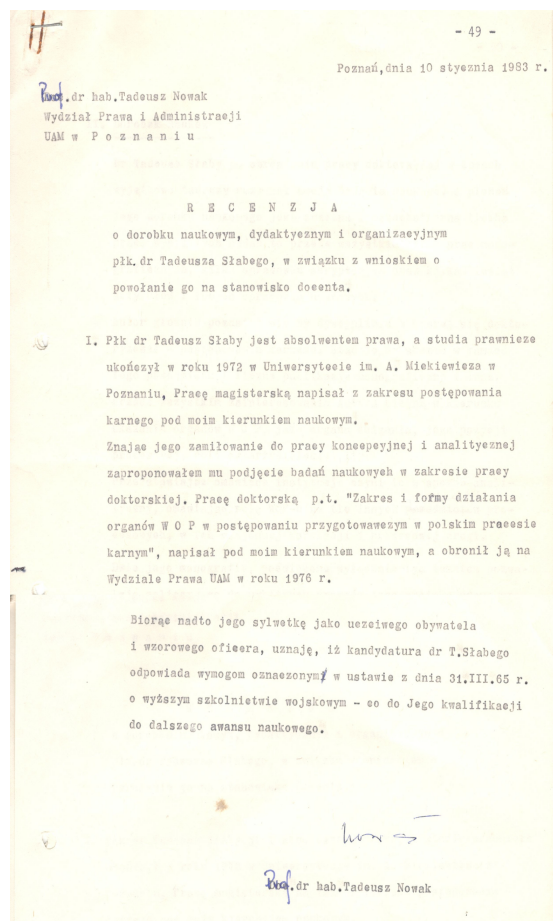 - 49 -
Poznań,dnia 10 stycznia 1983 r.
Prof.dr hab.Tadeusz Nowak
Wydział Prawa i Administracji
UAM w P o z n a n i u
R E C E N Z J A
o dorobku naukowym, dydaktycznym i organizacyjnym
płk.dr Tadeusza Słabego, w związku z wnioskiem o
powołanie go na stanowisko docenta.
I. Płk dr Tadeusz Słaby jest absolwentem prawa, a studia prawnicze
ukończył w roku 1972 w Uniwersytecie im. A. Mickiewicza w
Poznaniu, Pracę magisterską napisał z zakresu postępowania
karnego pod moim kierunkiem naukowym.
Znając jego zamiłowanie do pracy koncepcyjnej i analitycznej
zaproponowałem mu podjęcie badań naukowych w zakresie pracy
doktorskiej. Pracę doktorską p.t. "Zakres i formy działania
organów W O P w postępowaniu przygotowawczym w polskim procesie
karnym", napisał pod moim kierunkiem naukowym, a obronił ją na
Wydziale Prawa UAM w roku 1976 r.
Biorąc nadto jego sylwetkę jako uczciwego obywatela
i wzorowego oficera, uznaję, iż kandydatura dr T.Słabego
odpowiada wymogom oznaczonym w ustawie z dnia 31.III.65 r.
o wyższym szkolnictwie wojskowym - co do Jego kwalifikacji
do dalszego awansu naukowego.
Prof.dr hab.Tadeusz Nowak